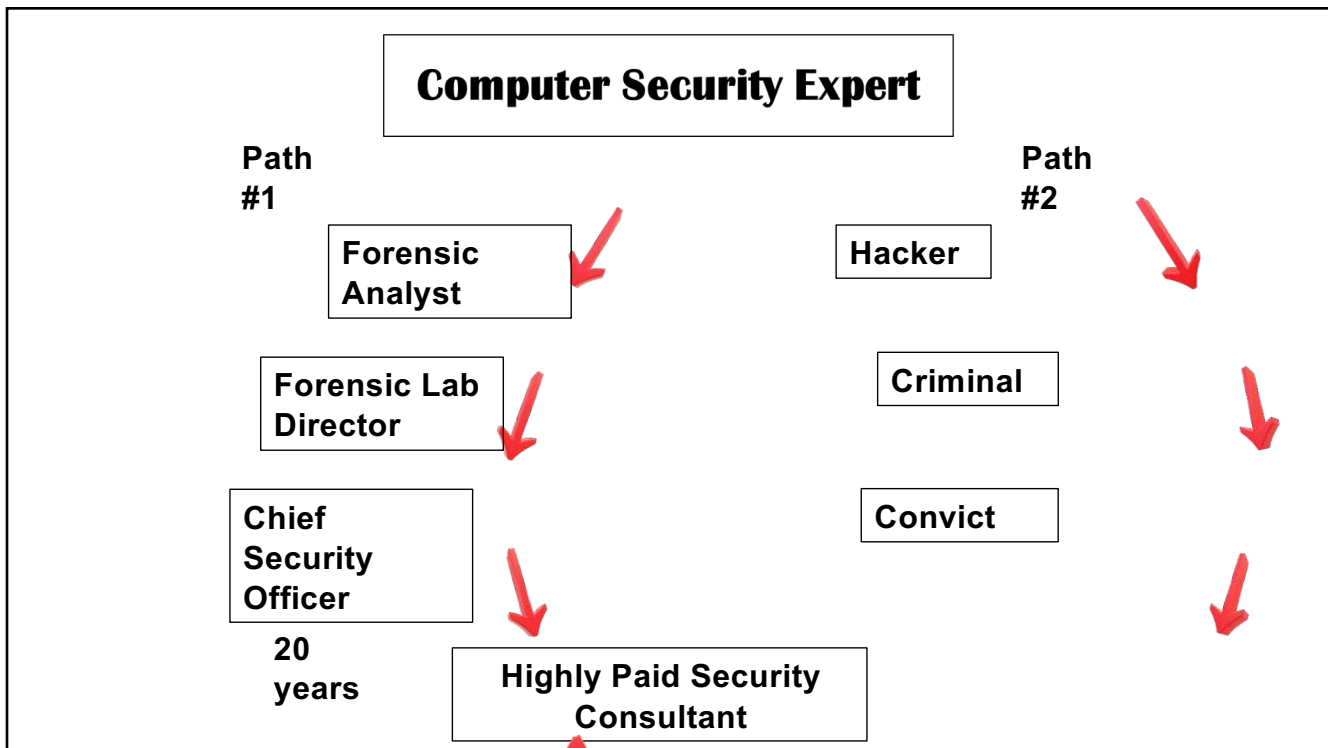 Computer Security Expert
Path
#1
Path
#2
Forensic
Analyst
Hacker
Forensic Lab
Director
Criminal
Chief
Security
Officer
Convict
20
years
Highly Paid Security
Consultant